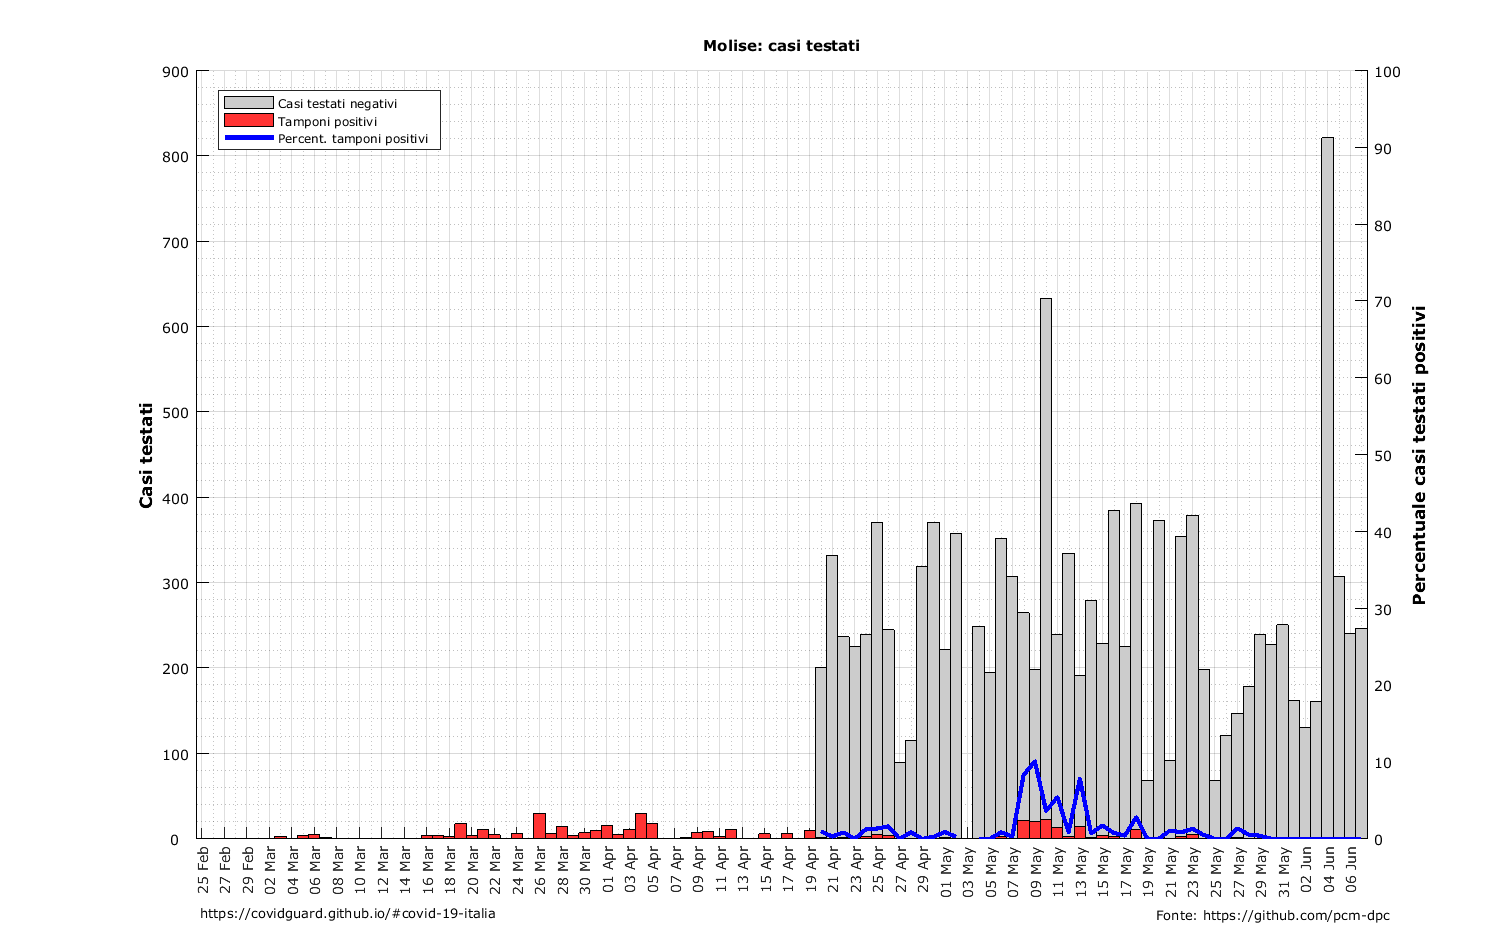 Molise: casi testati
900
800
700
600
500
400
300
200
100
0
Casi testati
Casi testati negativi
Tamponi positivi
Percent. tamponi positivi
100
90
80
70
60
50
40
30
20
10
0
Percentuale casi testati positivi
25 Feb
27 Feb
29 Feb
02 Mar
04 Mar
06 Mar
08 Mar
10 Mar
12 Mar
14 Mar
16 Mar
18 Mar
20 Mar
22 Mar
24 Mar
26 Mar
28 Mar
30 Mar
01 Apr
03 Apr
05 Apr
07 Apr
09 Apr
11 Apr
13 Apr
15 Apr
17 Apr
19 Apr
21 Apr
23 Apr
25 Apr
27 Apr
29 Apr
01 May
03 May
05 May
07 May
09 May
11 May
13 May
15 May
17 May
19 May
21 May
23 May
25 May
27 May
29 May
31 May
02 Jun
04 Jun
06 Jun
https://covidguard.github.io/#covid-19-italia
Fonte: https://github.com/pcm-dpc